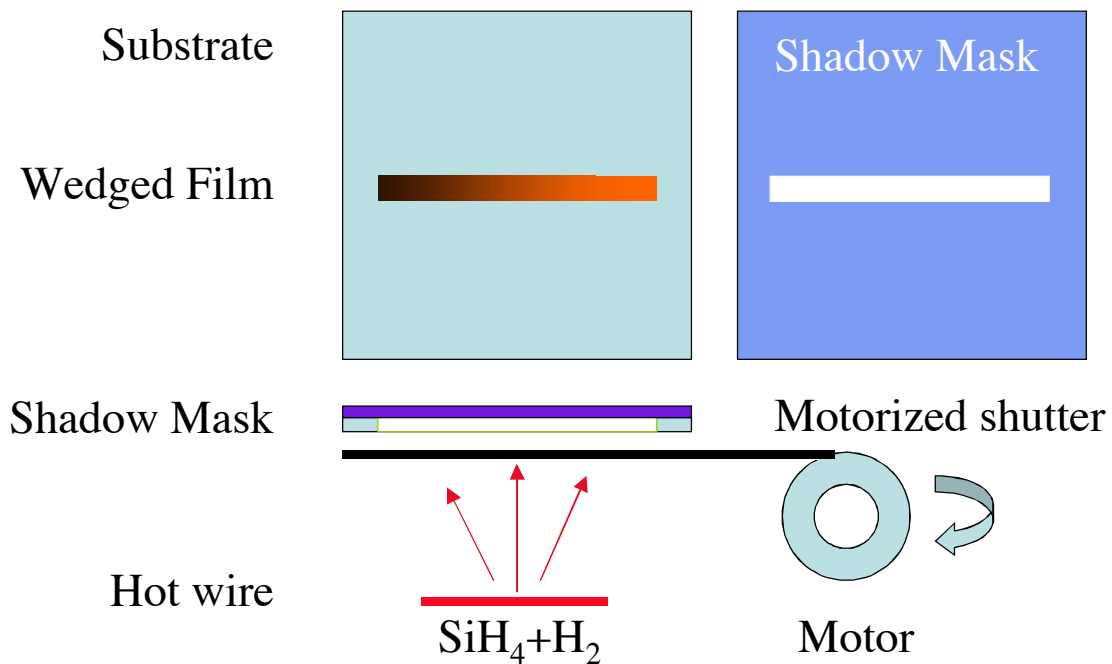 Substrate
Shadow Mask
Wedged Film
Shadow Mask
Motorized shutter
Hot wire
SiH₄+H₂
Motor